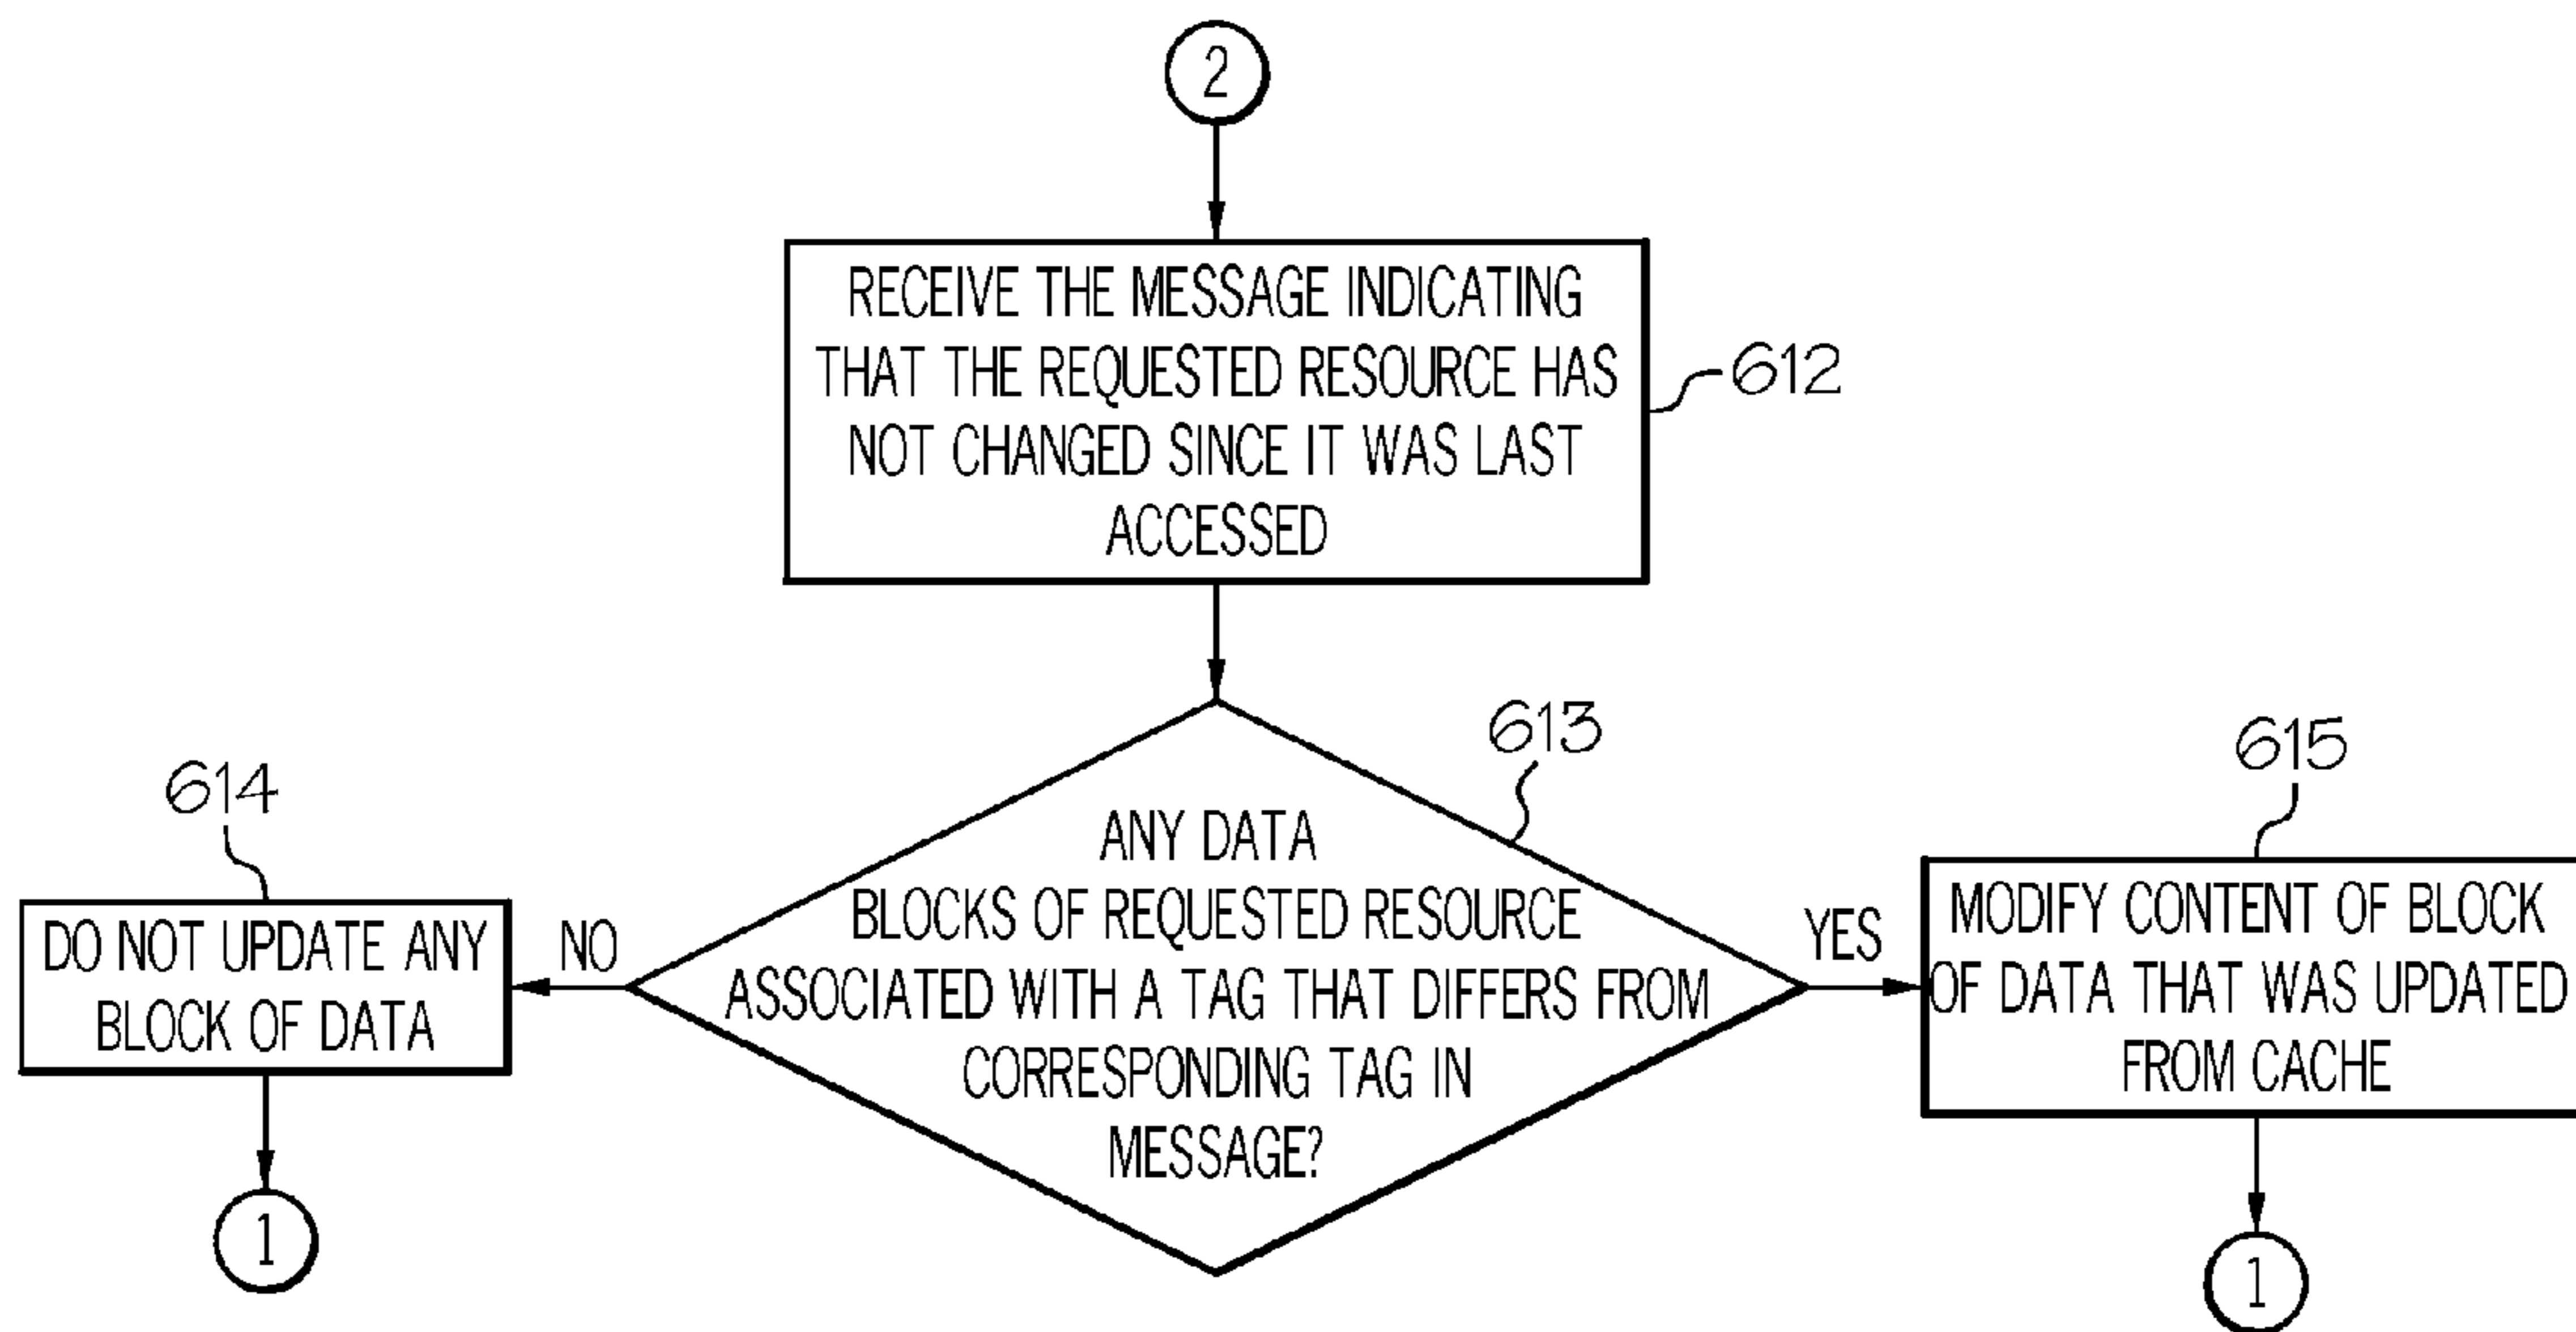 2
RECEIVE THE MESSAGE INDICATING
THAT THE REQUESTED RESOURCE HAS
NOT CHANGED SINCE IT WAS LAST
ACCESSED
612
613
ANY DATA
BLOCKS OF REQUESTED RESOURCE
ASSOCIATED WITH A TAG THAT DIFFERS FROM
CORRESPONDING TAG IN
MESSAGE?
NO
614
DO NOT UPDATE ANY
BLOCK OF DATA
1
YES
615
MODIFY CONTENT OF BLOCK
OF DATA THAT WAS UPDATED
FROM CACHE
1